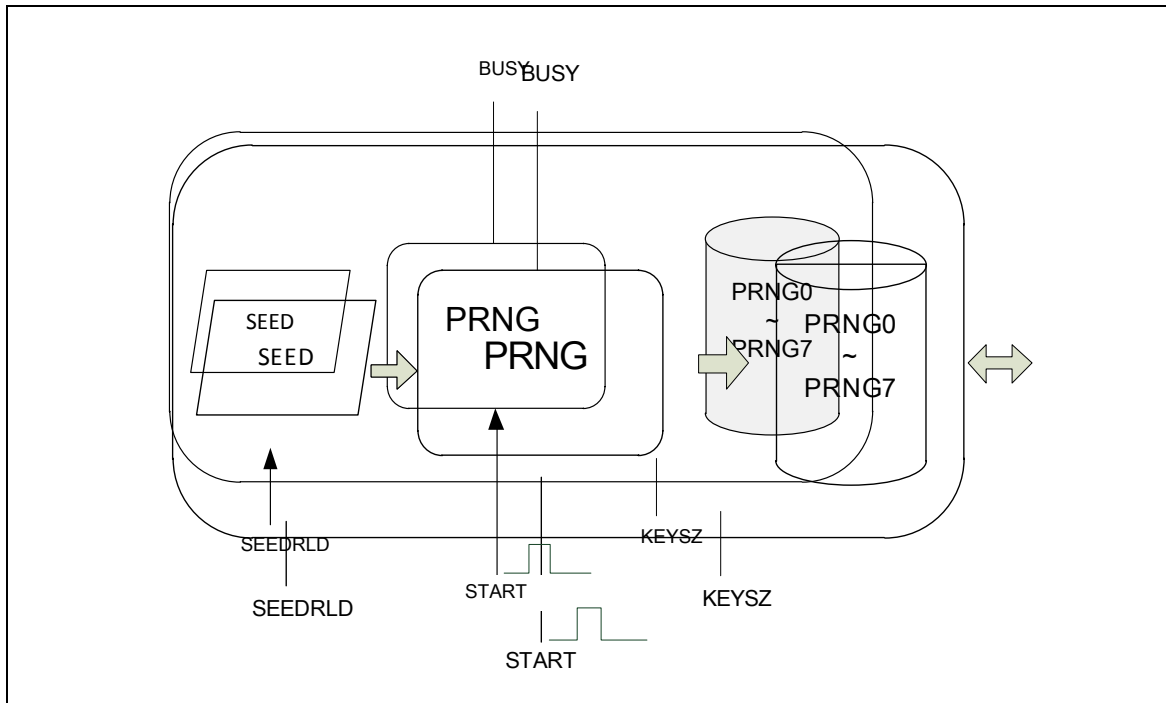 BUSY
BUSY
SEED
SEED
PRNG
PRNG
PRNG0
~
PRNG7
PRNG0
~
PRNG7
SEEDRLD
SEEDRLD
START
START
KEYSZ
KEYSZ